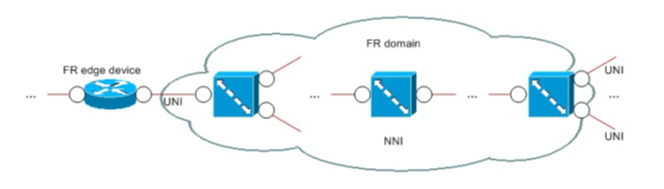 FR domain
FR edge device
UNI
...
UNI
...
...
...
NNI
UNI